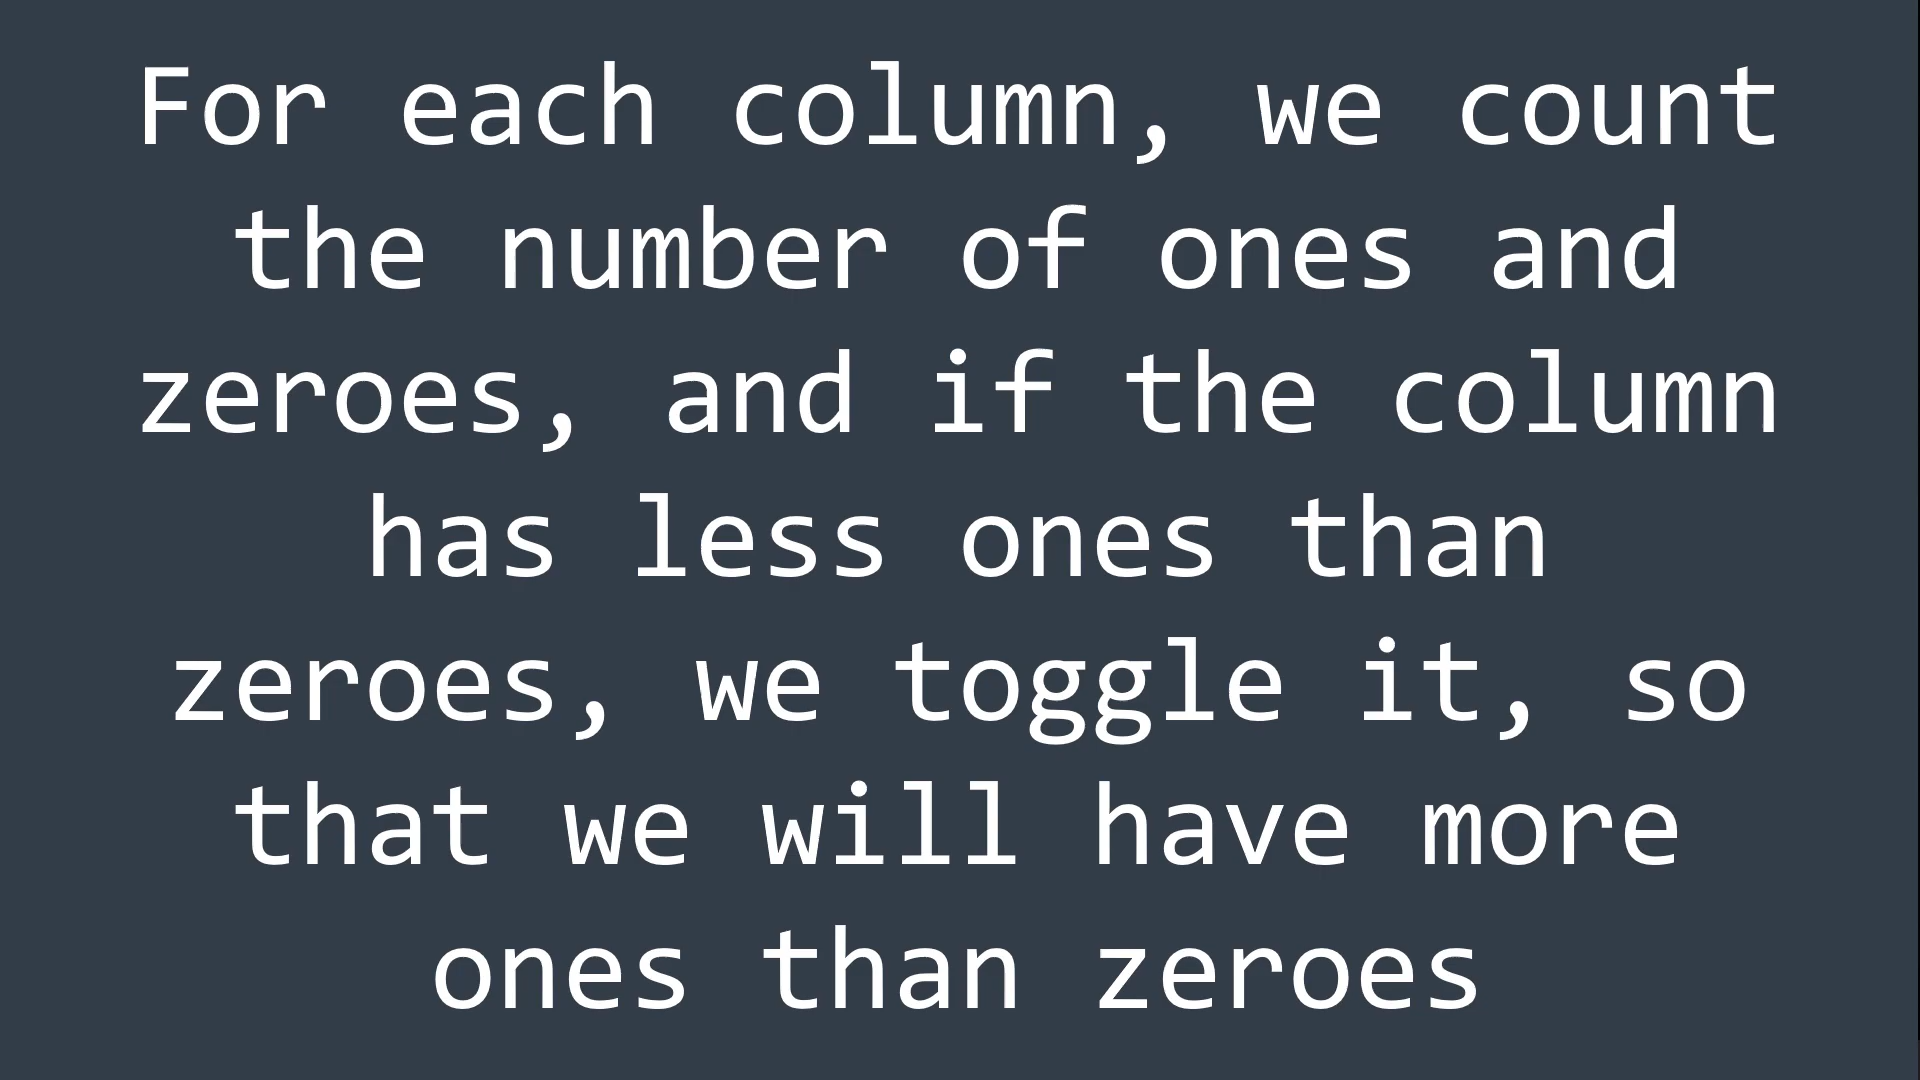 For each column, we count
the number of ones and
zeroes, and if the column
has less ones than
zeroes, we toggle it, so
that we will have more
ones than zeroes